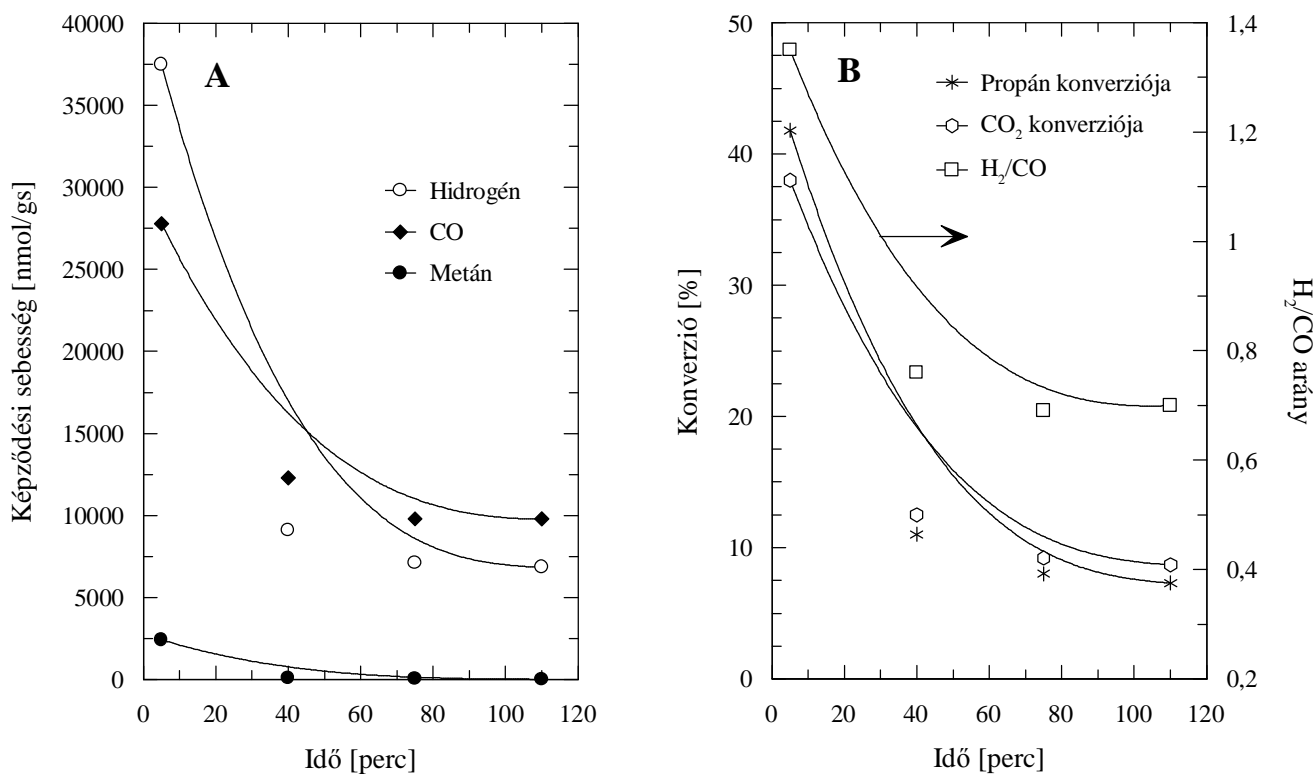 A
Képződési sebesség [nmol/gs]
40000
35000
30000
25000
20000
15000
10000
5000
0
Hidrogén
CO
Metán
0 20 40 60 80 100 120
Idő [perc]
B
Konverzió [%]
50
40
30
20
10
0
Propán konverziója
CO₂ konverziója
H₂/CO
1,4
1,2
1
0,8
0,6
0,4
0,2
H₂/CO arány
0 20 40 60 80 100 120
Idő [perc]